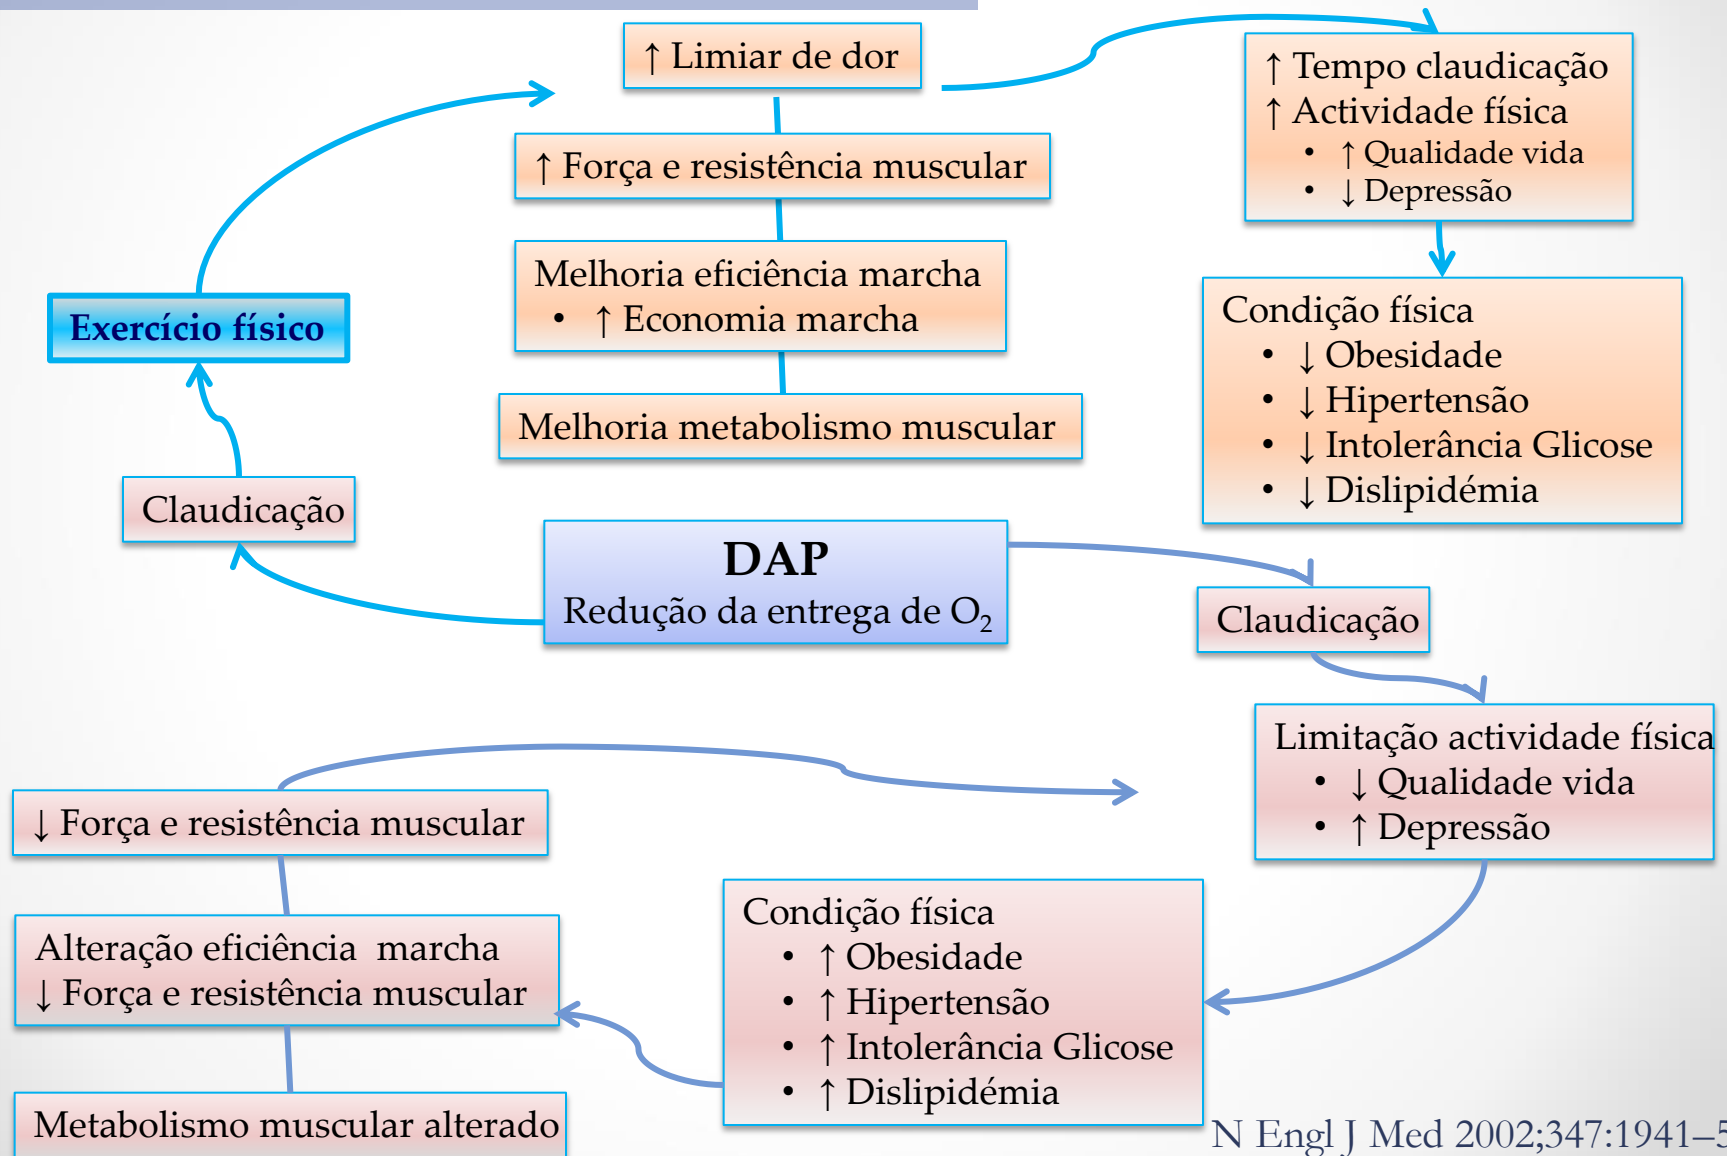 ↑ Limiar de dor
↑ Força e resistência muscular
Melhoria eficiência marcha
• ↑ Economia marcha
Melhoria metabolismo muscular
↑ Tempo claudicação
↑ Actividade física
• ↑ Qualidade vida
• ↓ Depressão
Condição física
• ↓ Obesidade
• ↓ Hipertensão
• ↓ Intolerância Glicose
• ↓ Dislipidémia
Exercício físico
Claudicação
DAP
Redução da entrega de O₂
Claudicação
Limitação actividade física
• ↓ Qualidade vida
• ↑ Depressão
Condição física
• ↑ Obesidade
• ↑ Hipertensão
• ↑ Intolerância Glicose
• ↑ Dislipidémia
↓ Força e resistência muscular
Alteração eficiência  marcha
↓ Força e resistência muscular
Metabolismo muscular alterado
N Engl J Med 2002;347:1941–5